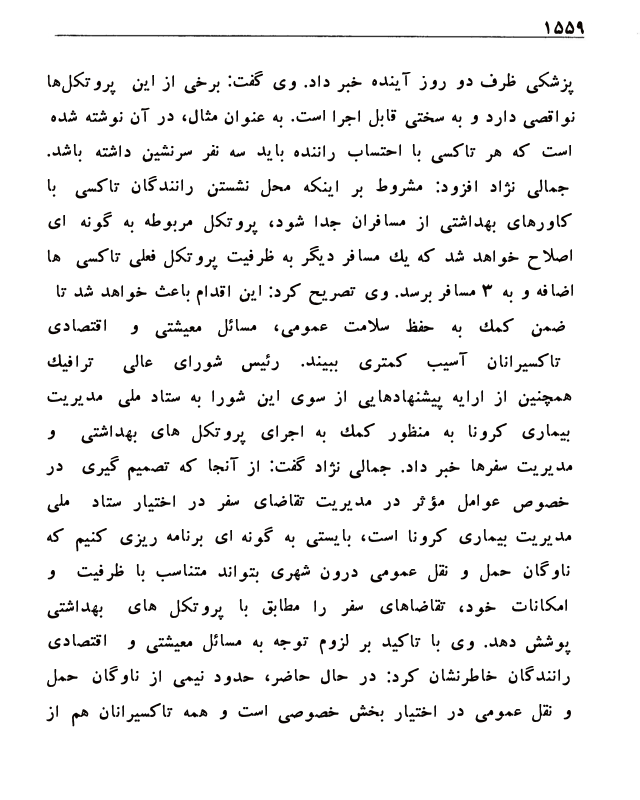 ۱۵۵۹
پزشکی ظرف دو روز آینده خبر داد. وی گفت: برخی از این پروتکل‌ها
نواقصی دارد و به سختی قابل اجرا است. به عنوان مثال، در آن نوشته شده
است که هر تاکسی با احتساب راننده باید سه نفر سرنشین داشته باشد.
جمالی نژاد افزود: مشروط بر اینکه محل نشستن رانندگان تاکسی با
کاورهای بهداشتی از مسافران جدا شود، پروتکل مربوطه به گونه ای
اصلاح خواهد شد که یك مسافر دیگر به ظرفیت پروتکل فعلی تاکسی ها
اضافه و به ۳ مسافر برسد. وی تصریح کرد: این اقدام باعث خواهد شد تا
ضمن کمك به حفظ سلامت عمومی، مسائل معیشتی و اقتصادی
تاکسیرانان آسیب کمتری ببیند. رئیس شورای عالی ترافیك
همچنین از ارایه پیشنهادهایی از سوی این شورا به ستاد ملی مدیریت
بیماری کرونا به منظور کمك به اجرای پروتکل های بهداشتی و
مدیریت سفرها خبر داد. جمالی نژاد گفت: از آنجا که تصمیم گیری در
خصوص عوامل مؤثر در مدیریت تقاضای سفر در اختیار ستاد ملی
مدیریت بیماری کرونا است، بایستی به گونه ای برنامه ریزی کنیم که
ناوگان حمل و نقل عمومی درون شهری بتواند متناسب با ظرفیت و
امکانات خود، تقاضاهای سفر را مطابق با پروتکل های بهداشتی
پوشش دهد. وی با تاکید بر لزوم توجه به مسائل معیشتی و اقتصادی
رانندگان خاطرنشان کرد: در حال حاضر، حدود نیمی از ناوگان حمل
و نقل عمومی در اختیار بخش خصوصی است و همه تاکسیرانان هم از